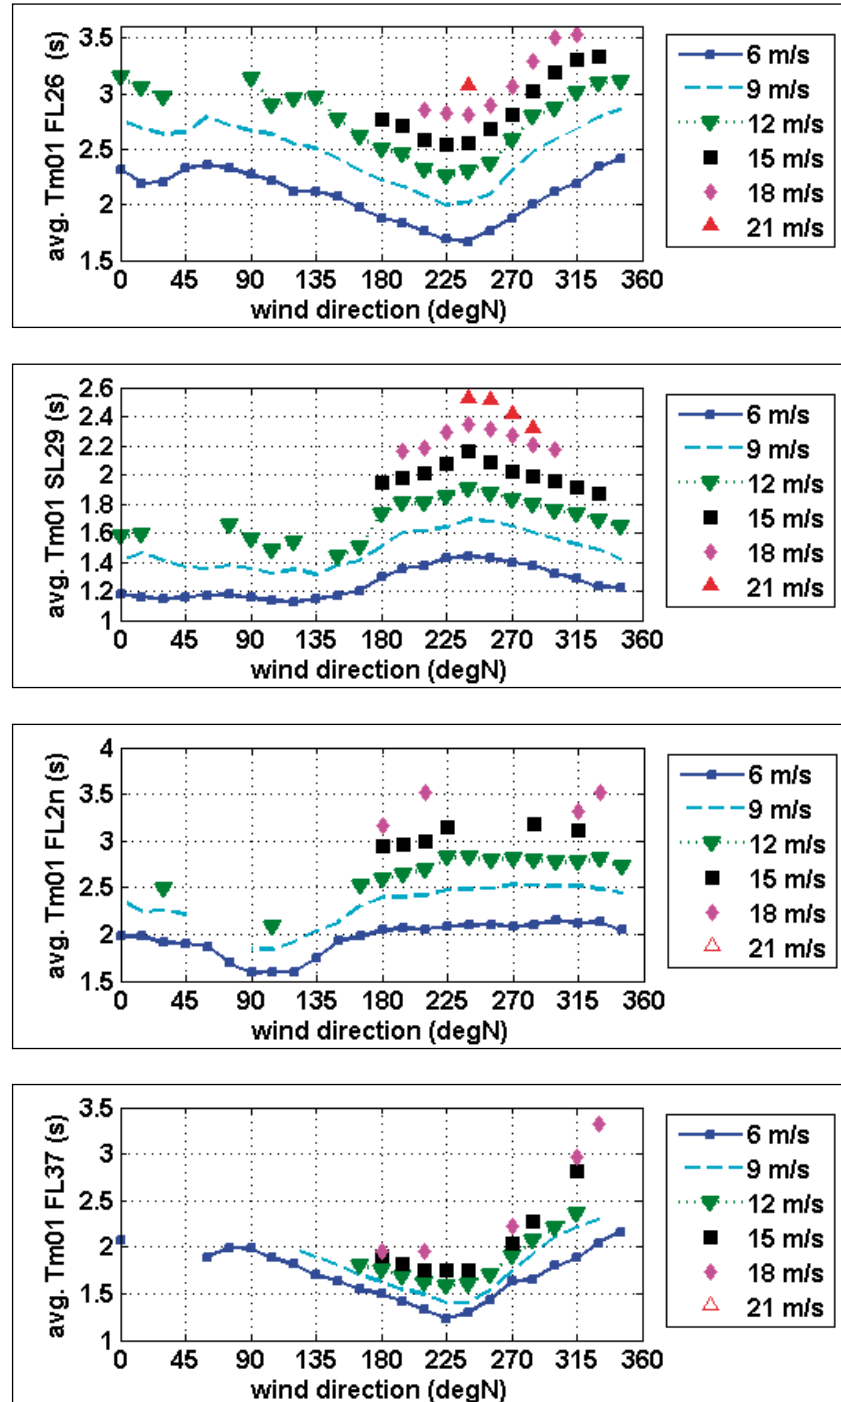 avg. Tm01 FL26  (s)
3.5
3
2.5
2
1.5
0 45 90 135 180 225 270 315 360
wind direction (degN)
6 m/s
9 m/s
12 m/s
15 m/s
18 m/s
21 m/s
avg. Tm01 SL29 (s)
2.6
2.4
2.2
2
1.8
1.6
1.4
1.2
1
0 45 90 135 180 225 270 315 360
wind direction (degN)
6 m/s
9 m/s
12 m/s
15 m/s
18 m/s
21 m/s
avg. Tm01 FL2n (s)
4
3.5
3
2.5
2
1.5
0 45 90 135 180 225 270 315 360
wind direction (degN)
6 m/s
9 m/s
12 m/s
15 m/s
18 m/s
21 m/s
avg. Tm01 FL37 (s)
3.5
3
2.5
2
1.5
1
0 45 90 135 180 225 270 315 360
wind direction (degN)
6 m/s
9 m/s
12 m/s
15 m/s
18 m/s
21 m/s